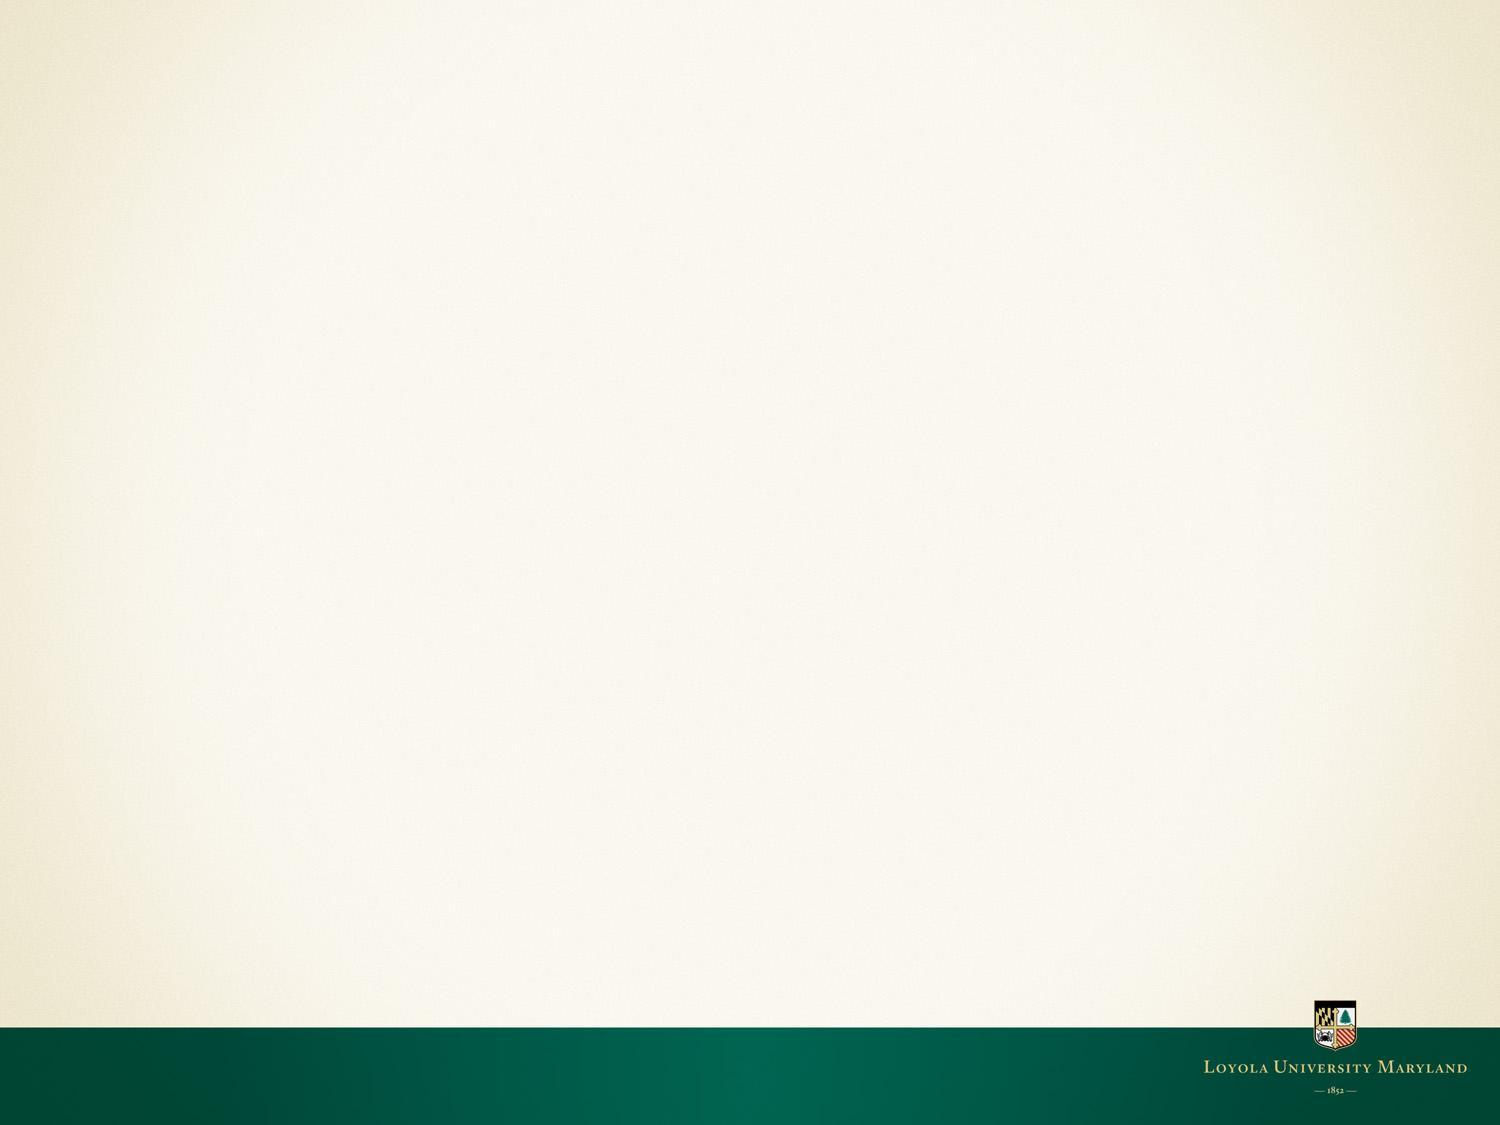 Loyola University Maryland
— 1852 —